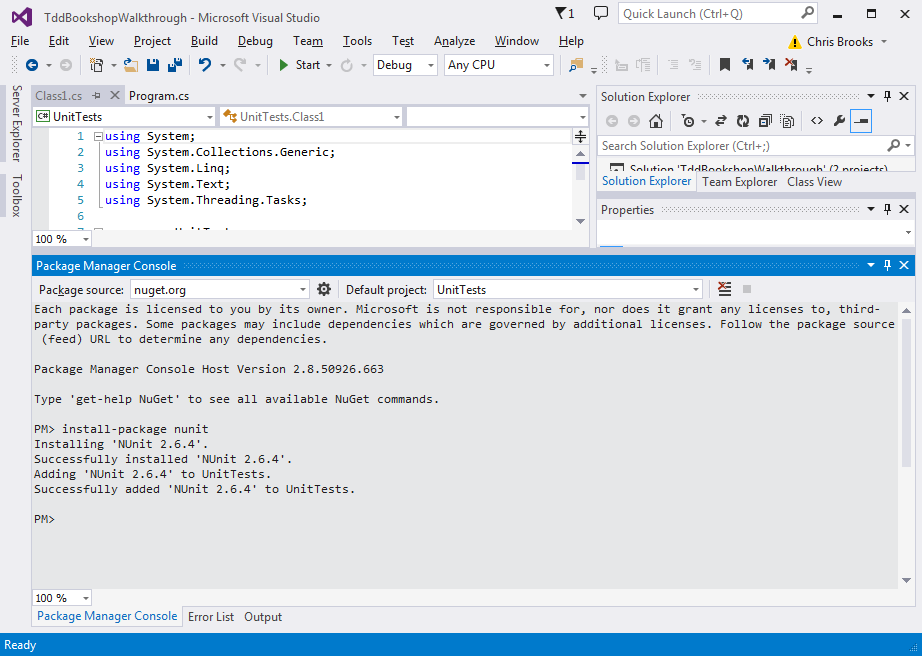 TddBookshopWalkthrough - Microsoft Visual Studio
1
Quick Launch (Ctrl+Q)
File Edit View Project Build Debug Team Tools Test Analyze Window Help
Chris Brooks
Start Debug Any CPU
Server Explorer
Toolbox
Class1.cs Program.cs
C# UnitTests UnitTests.Class1
1 using System;
2 using System.Collections.Generic;
3 using System.Linq;
4 using System.Text;
5 using System.Threading.Tasks;
6
100 %
Solution Explorer
Search Solution Explorer (Ctrl+;)
Solution 'TddBookshopWalkthrough' (2 projects)
Solution Explorer Team Explorer Class View
Properties
Package Manager Console
Package source: nuget.org Default project: UnitTests
Each package is licensed to you by its owner. Microsoft is not responsible for, nor does it grant any licenses to, third-
party packages. Some packages may include dependencies which are governed by additional licenses. Follow the package source
(feed) URL to determine any dependencies.
Package Manager Console Host Version 2.8.50926.663
Type 'get-help NuGet' to see all available NuGet commands.
PM> install-package nunit
Installing 'NUnit 2.6.4'.
Successfully installed 'NUnit 2.6.4'.
Adding 'NUnit 2.6.4' to UnitTests.
Successfully added 'NUnit 2.6.4' to UnitTests.
PM>
100 %
Package Manager Console Error List Output
Ready